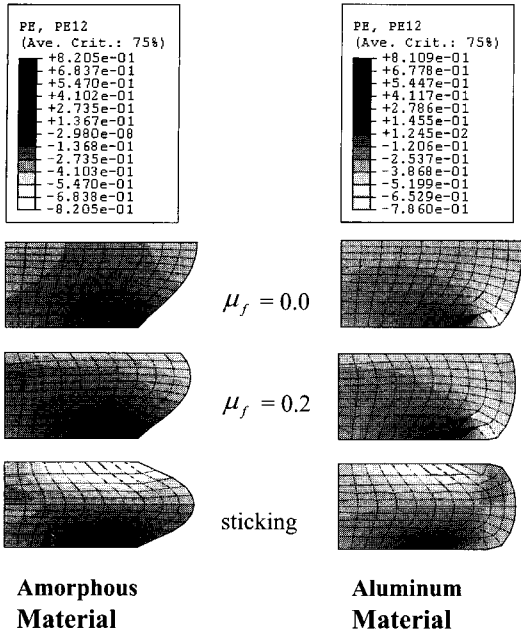 PE, PE12
(Ave. Crit.: 75%)
+8.205e-01
+6.837e-01
+5.470e-01
+4.102e-01
+2.735e-01
+1.367e-01
-2.980e-08
-1.368e-01
-2.735e-01
-4.103e-01
-5.470e-01
-6.838e-01
-8.205e-01
PE, PE12
(Ave. Crit.: 75%)
+8.109e-01
+6.778e-01
+5.447e-01
+4.117e-01
+2.786e-01
+1.455e-01
+1.245e-02
-1.206e-01
-2.537e-01
-3.868e-01
-5.199e-01
-6.529e-01
-7.860e-01
μf = 0.0
μf = 0.2
sticking
Amorphous
Material
Aluminum
Material